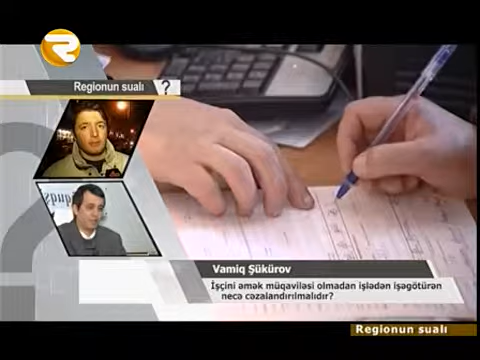 Regionun sualı ?
Vamiq Şükürov
İşçini əmək müqaviləsi olmadan işlədən işəgötürən
necə cəzalandırılmalıdır?
Regionun sualı